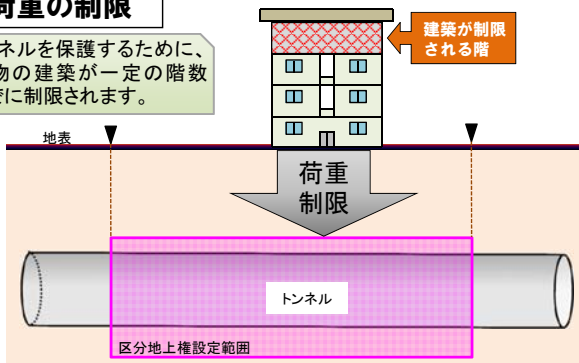 荷重の制限
ネルを保護するために、
物の建築が一定の階数
に制限されます。
建築が制限
される階
地表
荷重
制限
トンネル
区分地上権設定範囲